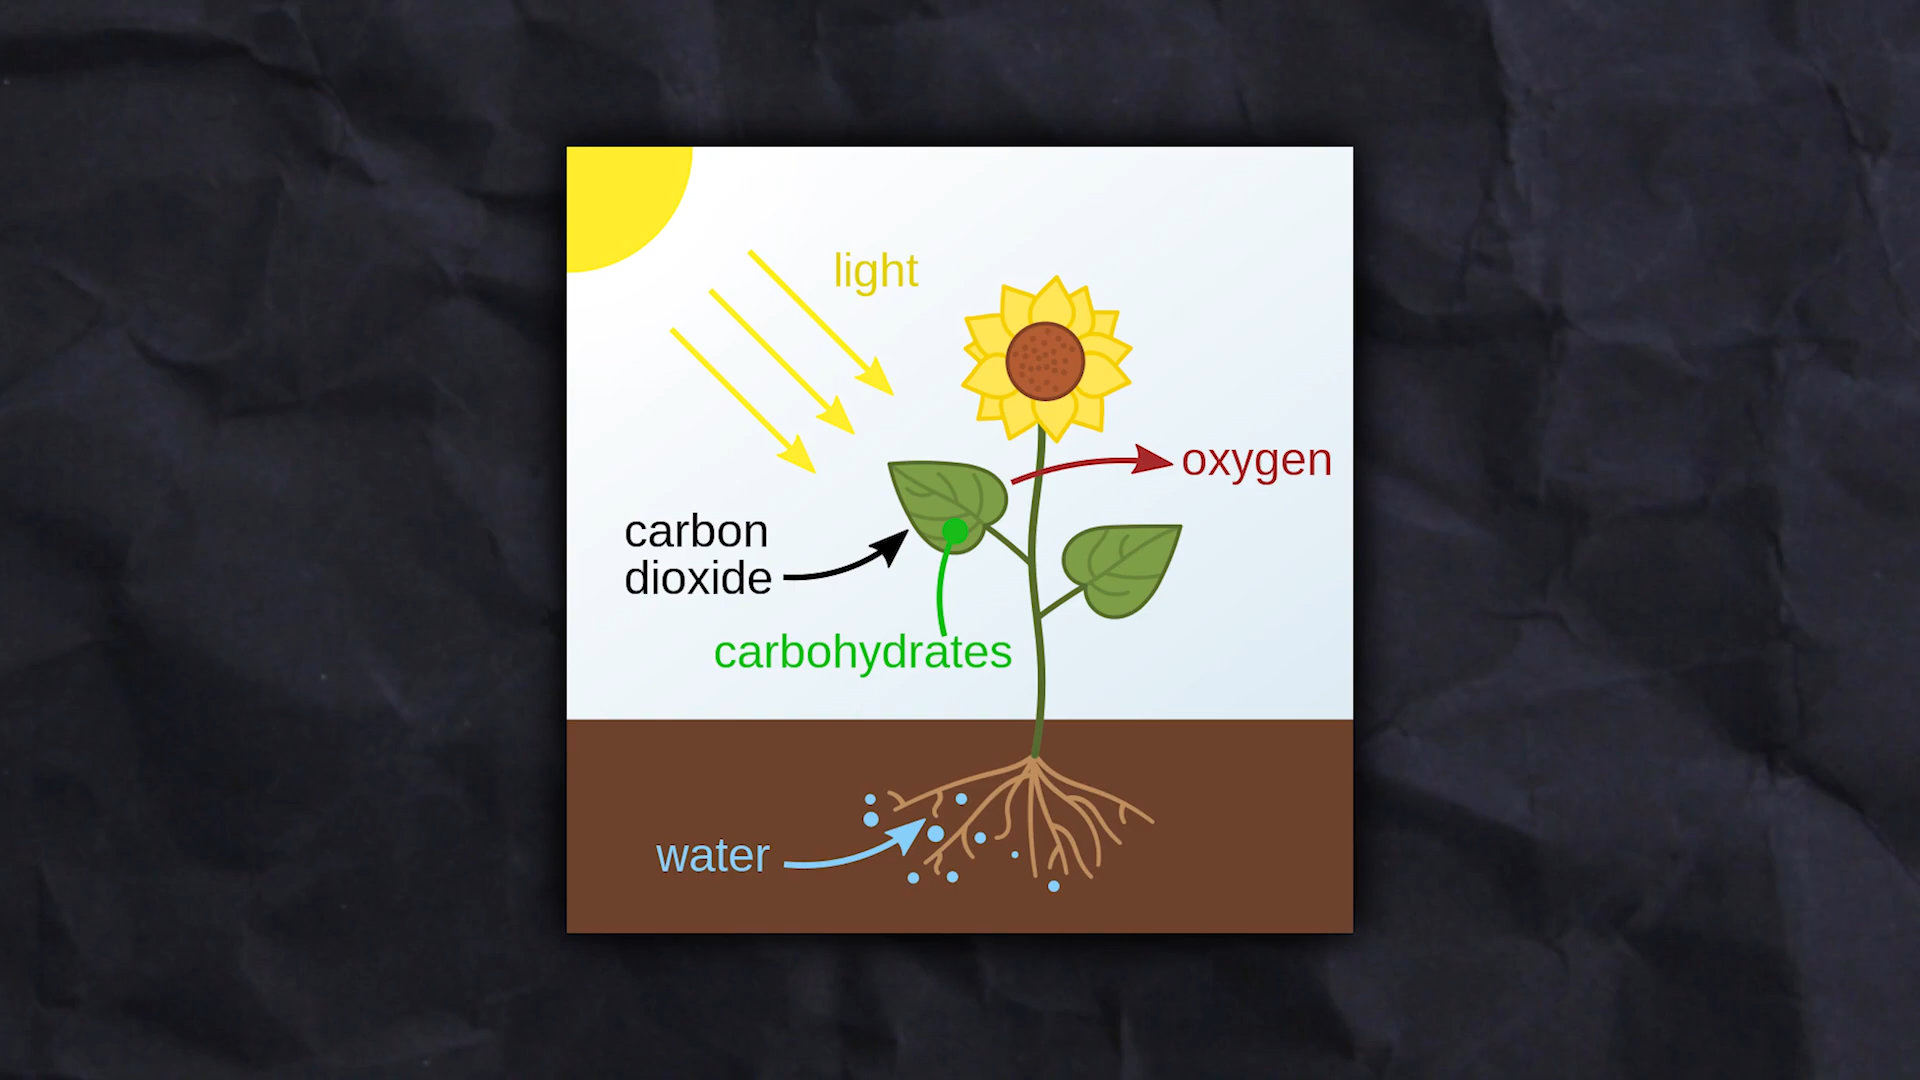 light
oxygen
carbon
dioxide
carbohydrates
water